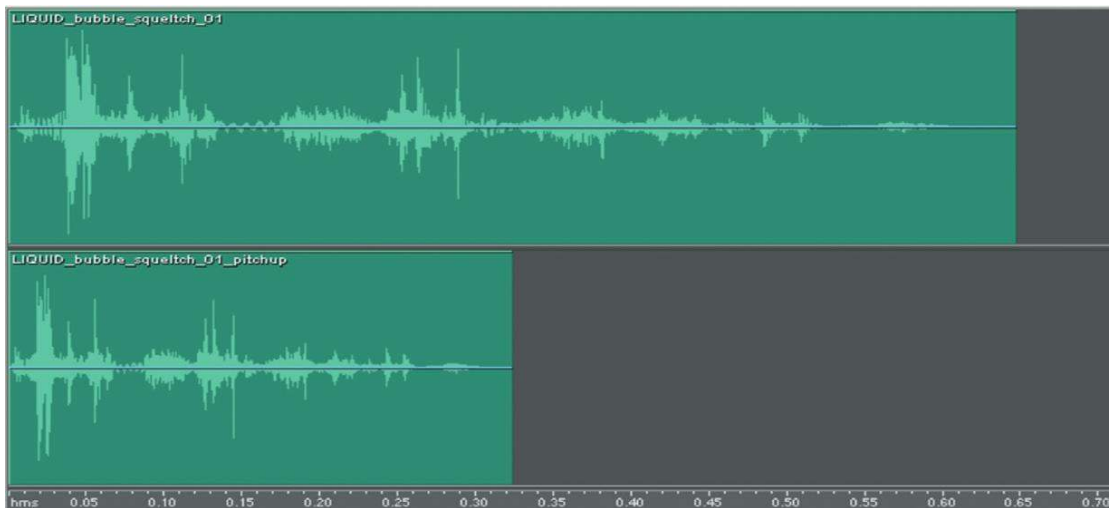 LIQUID_bubble_squeltch_01
LIQUID_bubble_squeltch_01_pitchup
hms 0.05 0.10 0.15 0.20 0.25 0.30 0.35 0.40 0.45 0.50 0.55 0.60 0.65 0.70